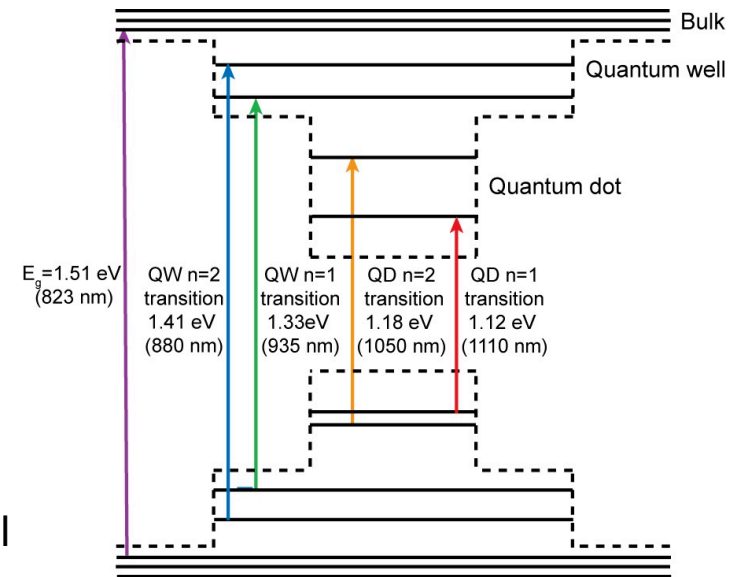 Bulk
Quantum well
Quantum dot
Eg=1.51 eV
(823 nm)
QW n=2
transition
1.41 eV
(880 nm)
QW n=1
transition
1.33eV
(935 nm)
QD n=2
transition
1.18 eV
(1050 nm)
QD n=1
transition
1.12 eV
(1110 nm)
l